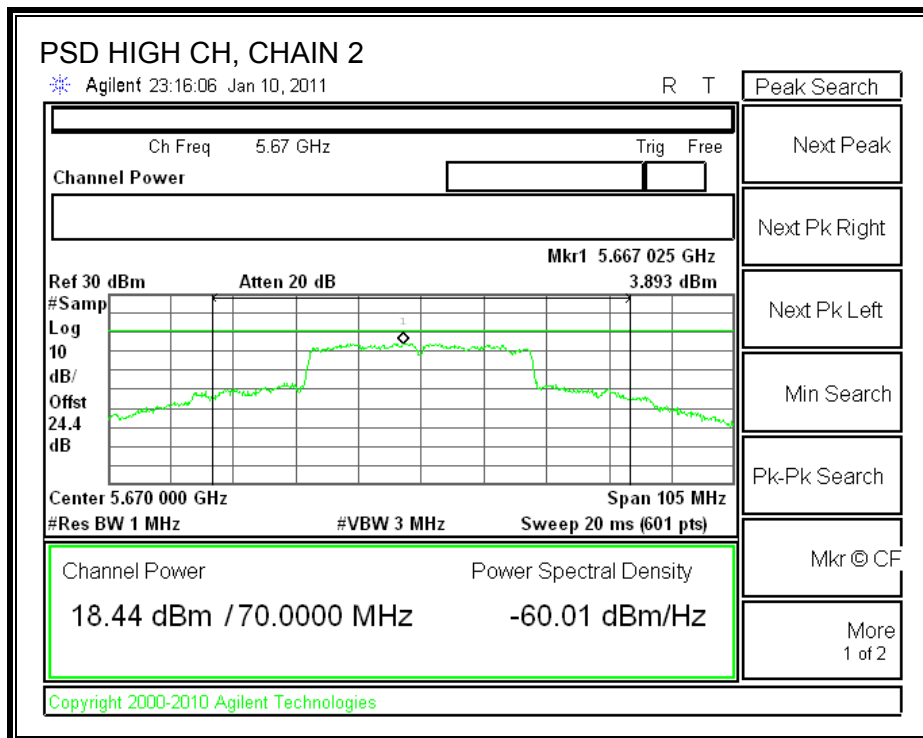 PSD HIGH CH, CHAIN 2
Agilent 23:16:06 Jan 10, 2011 R T
Peak Search
Ch Freq 5.67 GHz Trig Free
Next Peak
Channel Power
Next Pk Right
Mkr1 5.667 025 GHz
Ref 30 dBm Atten 20 dB 3.893 dBm
#Samp
Log
10
dB/
Offst
24.4
dB
1
Next Pk Left
Min Search
Pk-Pk Search
Center 5.670 000 GHz Span 105 MHz
#Res BW 1 MHz #VBW 3 MHz Sweep 20 ms (601 pts)
Channel Power Power Spectral Density
18.44 dBm / 70.0000 MHz -60.01 dBm/Hz
Mkr © CF
More
1 of 2
Copyright 2000-2010 Agilent Technologies